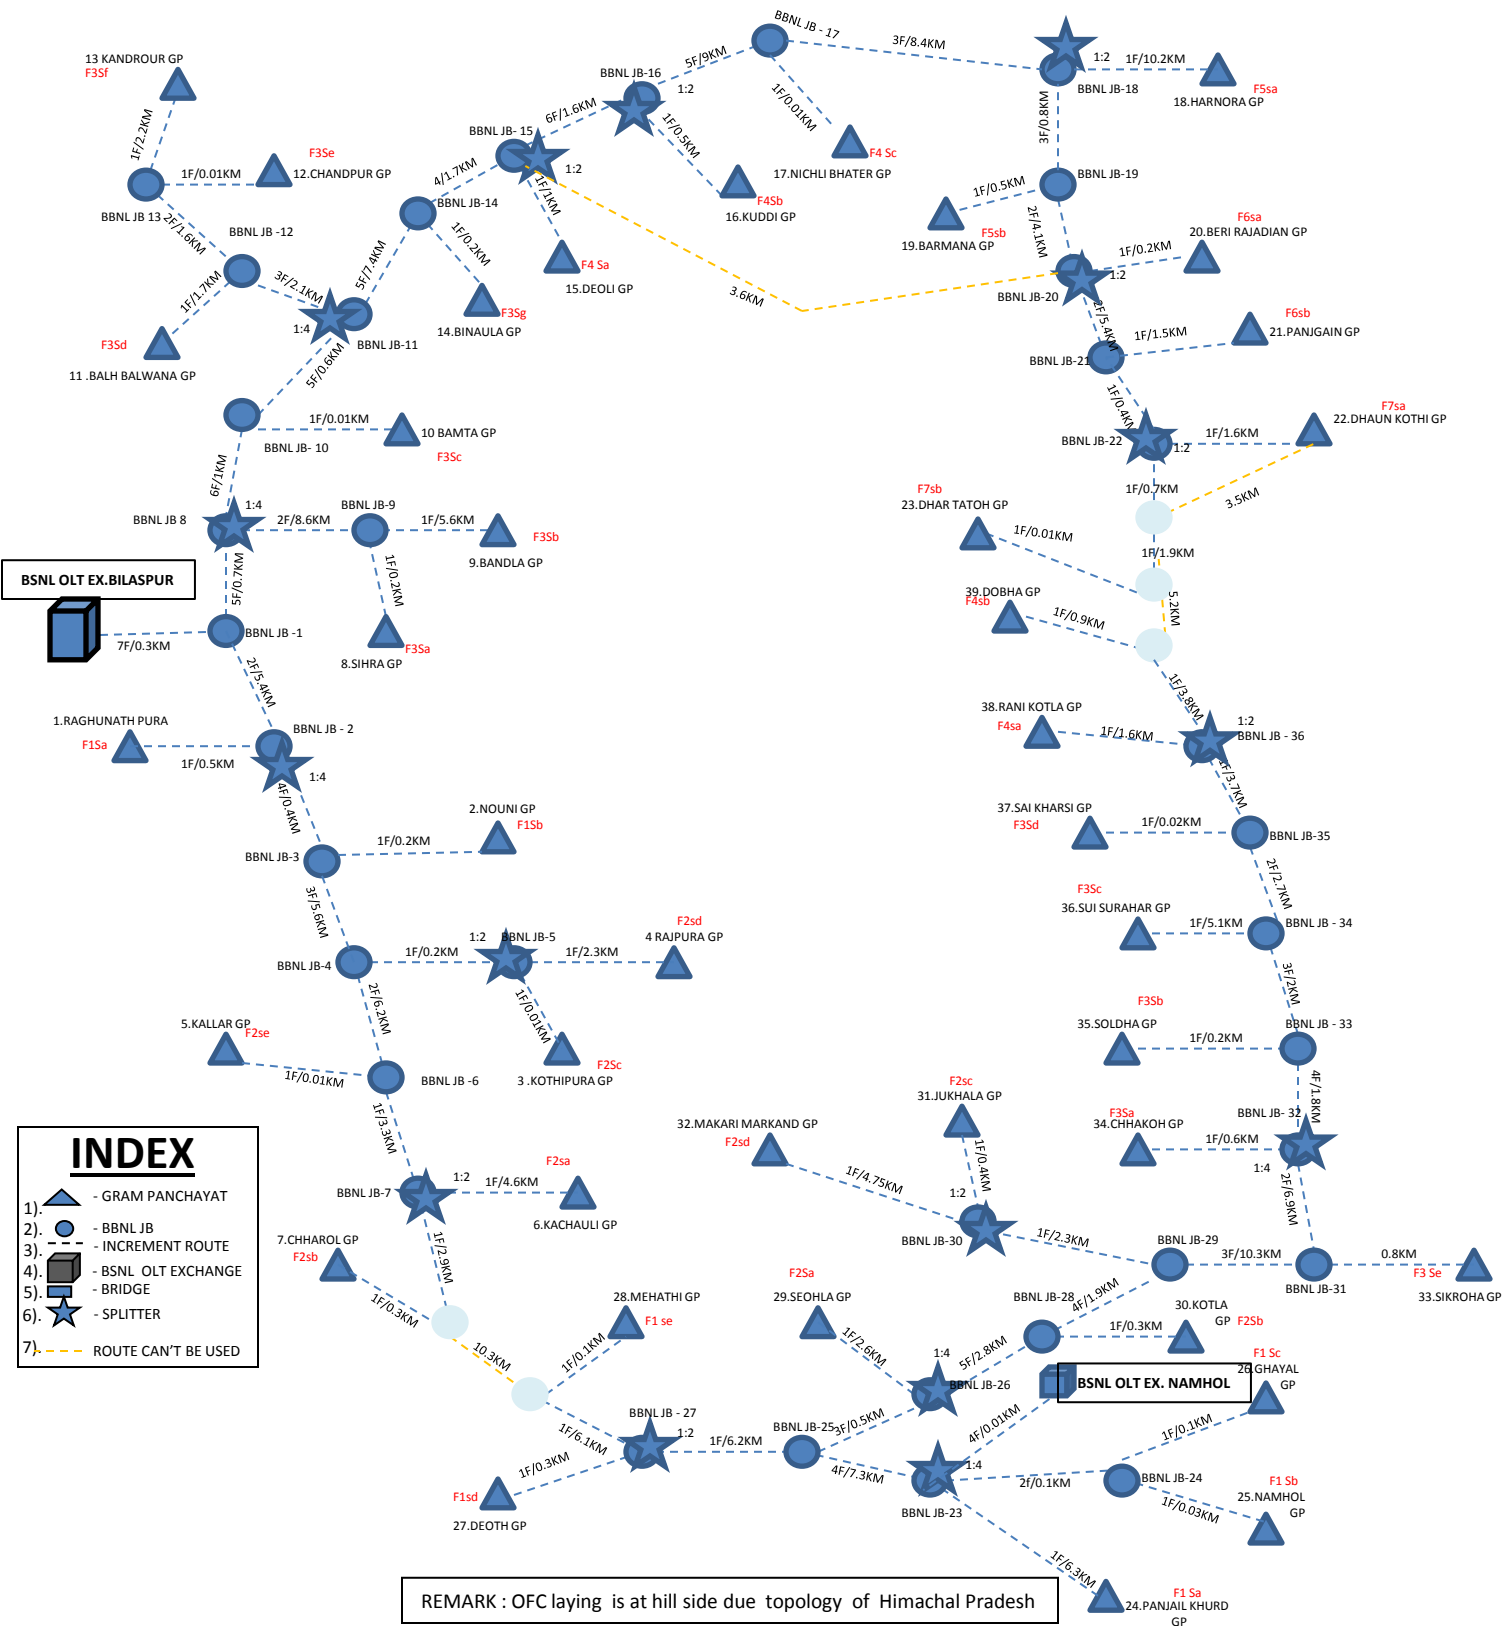 BBNL JB - 17
3F/8.4KM
13 KANDROUR GP
F3Sf
5F/9KM
1:2
1F/10.2KM
BBNL JB-16
1:2
BBNL JB-18
F5sa
18.HARNORA GP
1F/2.2KM
6F/1.6KM
1F/0.01KM
3F/0.8KM
BBNL JB- 15
1F/0.5KM
F3Se
1F/0.01KM
12.CHANDPUR GP
4/1.7KM
1:2
F4 Sc
17.NICHLI BHATER GP
BBNL JB-19
1F/0.5KM
1F/1KM
F4Sb
16.KUDDI GP
BBNL JB 13
BBNL JB-14
2F/1.6KM
BBNL JB -12
1F/0.2KM
F5sb
19.BARMANA GP
2F/4.1KM
F6sa
20.BERI RAJADIAN GP
1F/0.2KM
5F/7.4KM
F4 Sa
15.DEOLI GP
3F/2.1KM
1F/1.7KM
3.6KM
1:2
BBNL JB-20
F3Sg
14.BINAULA GP
1:4
BBNL JB-11
2F/5.4KM
F6sb
21.PANJGAIN GP
1F/1.5KM
F3Sd
11 .BALH BALWANA GP
BBNL JB-21
5F/0.6KM
1F/0.4KM
F7sa
22.DHAUN KOTHI GP
1F/0.01KM
10 BAMTA GP
BBNL JB- 10
F3Sc
BBNL JB-22
1:2
1F/1.6KM
6F/1KM
1F/0.7KM
3.5KM
F7sb
23.DHAR TATOH GP
1:4
BBNL JB-9
BBNL JB 8
2F/8.6KM
1F/5.6KM
F3Sb
9.BANDLA GP
1F/0.01KM
1F/1.9KM
5F/0.7KM
1F/0.2KM
BSNL OLT EX.BILASPUR
39.DOBHA GP
F4sb
5.2KM
1F/0.9KM
BBNL JB -1
7F/0.3KM
F3Sa
8.SIHRA GP
2F/5.4KM
1F/3.8KM
38.RANI KOTLA GP
F4sa
1F/1.6KM
1:2
BBNL JB - 36
1.RAGHUNATH PURA
F1Sa
1F/0.5KM
BBNL JB - 2
1:4
1F/3.7KM
4F/0.4KM
2.NOUNI GP
F1Sb
37.SAI KHARSI GP
F3Sd
1F/0.02KM
BBNL JB-35
1F/0.2KM
BBNL JB-3
2F/2.7KM
3F/5.6KM
F3Sc
36.SUI SURAHAR GP
1F/5.1KM
BBNL JB - 34
F2sd
4 RAJPURA GP
1:2
BBNL JB-5
1F/0.2KM
1F/2.3KM
BBNL JB-4
3F/2KM
2F/6.2KM
1F/0.01KM
F3Sb
35.SOLDHA GP
BBNL JB - 33
1F/0.2KM
5.KALLAR GP
F2se
1F/0.01KM
BBNL JB -6
F2Sc
3 .KOTHIPURA GP
F2sc
31.JUKHALA GP
4F/1.8KM
1F/3.3KM
32.MAKARI MARKAND GP
F2sd
F3Sa
34.CHHAKOH GP
BBNL JB- 32
1F/0.6KM
1:4
1F/0.4KM
1F/4.75KM
INDEX
1). - GRAM PANCHAYAT
2). - BBNL JB
3). - INCREMENT ROUTE
4). - BSNL OLT EXCHANGE
5). - BRIDGE
6). - SPLITTER
7). ROUTE CAN'T BE USED
F2sa
1:2
BBNL JB-7
1F/4.6KM
6.KACHAULI GP
1:2
2F/6.9KM
BBNL JB-30
1F/2.3KM
BBNL JB-29
3F/10.3KM
0.8KM
F3 Se
33.SIKROHA GP
BBNL JB-31
7.CHHAROL GP
F2sb
1F/2.9KM
1F/0.3KM
F2Sa
29.SEOHLA GP
28.MEHATHI GP
F1 se
4F/1.9KM
BBNL JB-28
30.KOTLA
GP
F2Sb
1F/0.3KM
10.3KM
1F/0.1KM
1F/2.6KM
5F/2.8KM
1:4
BBNL JB-26
F1 Sc
26.GHAYAL
GP
BSNL OLT EX. NAMHOL
BBNL JB - 27
1:2
1F/6.1KM
1F/6.2KM
BBNL JB-25
3F/0.5KM
4F/0.01KM
1F/0.1KM
1F/0.3KM
4F/7.3KM
1:4
2f/0.1KM
BBNL JB-24
F1 Sb
25.NAMHOL
GP
F1sd
27.DEOTH GP
BBNL JB-23
1F/0.03KM
1F/6.3KM
F1 Sa
24.PANJAIL KHURD
GP
REMARK : OFC laying is at hill side due topology of Himachal Pradesh